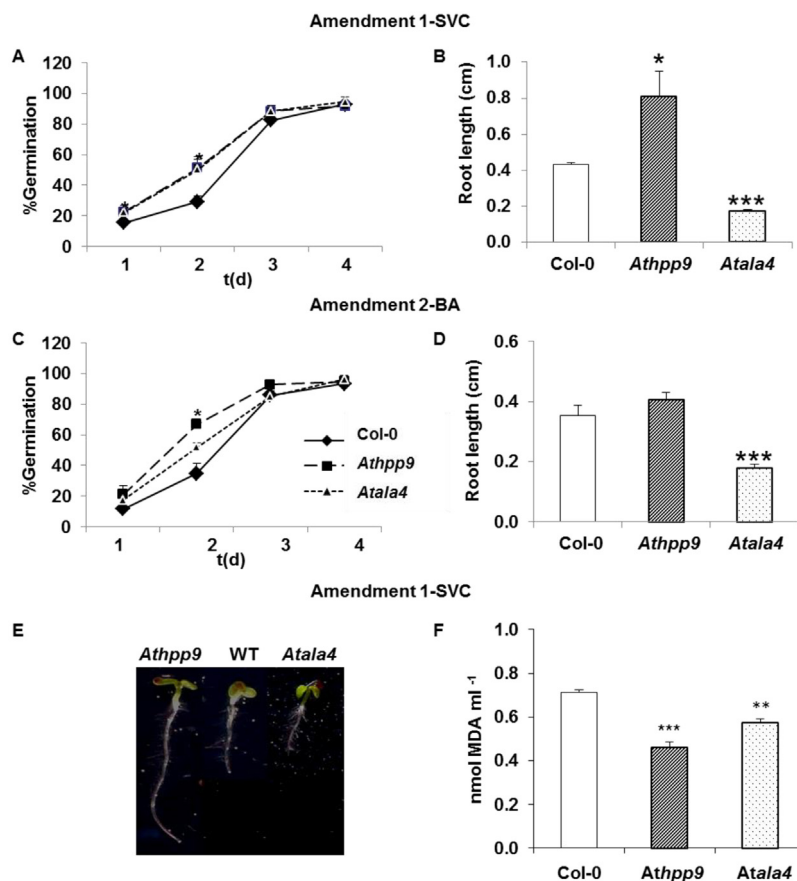 Amendment 1-SVC
A
B
%Germination
120
100
80
60
40
20
0
*
*
1 2 3 4
t(d)
Root length (cm)
1.0
0.8
0.6
0.4
0.2
0.0
*
***
Col-0 Athpp9 Atala4
Amendment 2-BA
C
D
%Germination
120
100
80
60
40
20
0
*
1 2 3 4
t(d)
Col-0
Athpp9
Atala4
Root length (cm)
0.6
0.4
0.2
0.0
***
Col-0 Athpp9 Atala4
Amendment 1-SVC
E
F
Athpp9 WT Atala4
nmol MDA ml -1
1.0
0.8
0.6
0.4
0.2
0.0
***
**
Col-0 Athpp9 Atala4